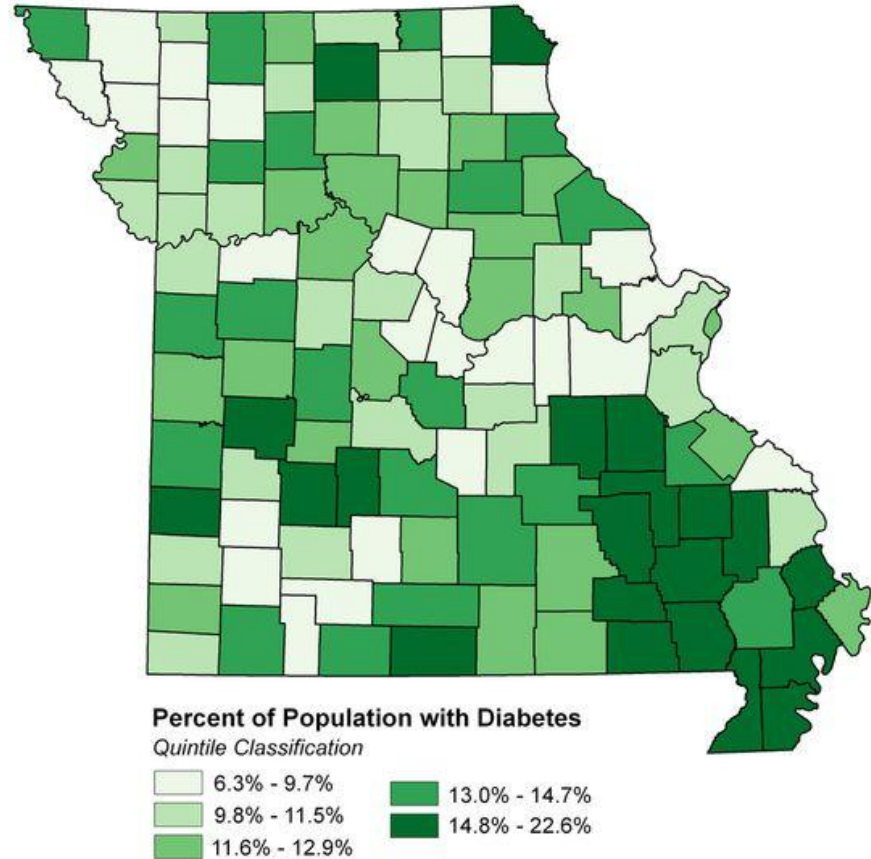 Percent of Population with Diabetes
Quintile Classification
6.3% - 9.7%
9.8% - 11.5%
11.6% - 12.9%
13.0% - 14.7%
14.8% - 22.6%